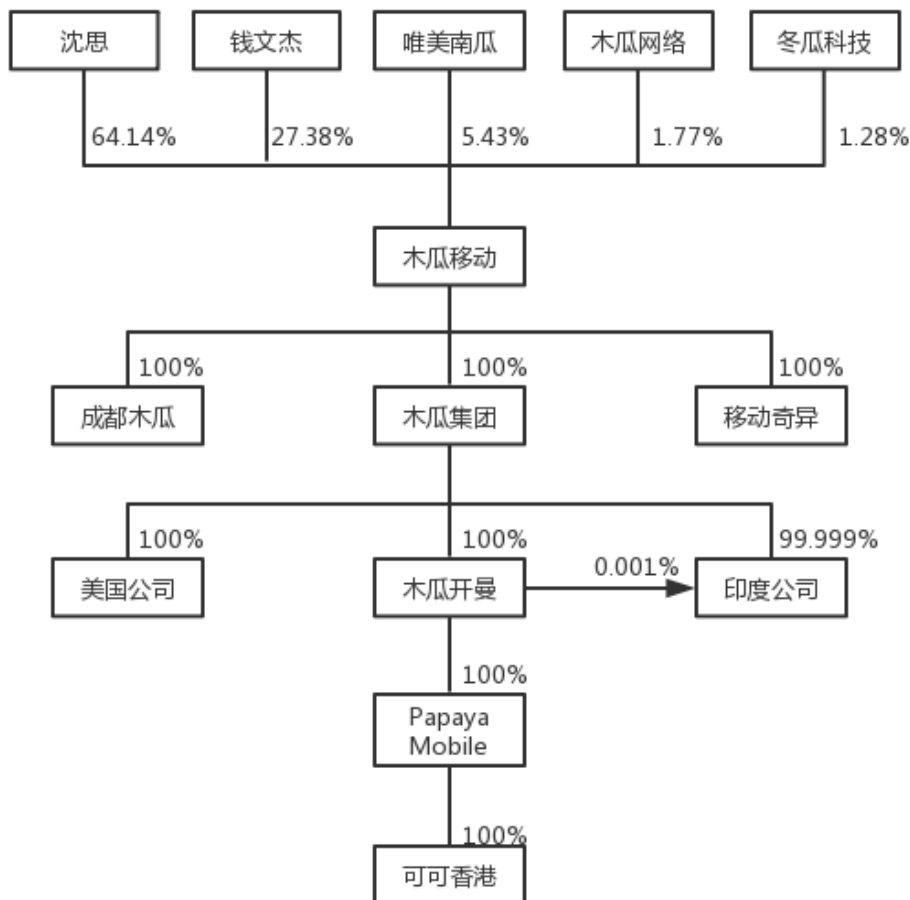 沈思
钱文杰
唯美南瓜
木瓜网络
冬瓜科技
64.14%
27.38%
5.43%
1.77%
1.28%
木瓜移动
100%
100%
100%
成都木瓜
木瓜集团
移动奇异
100%
100%
99.999%
美国公司
木瓜开曼
0.001%
印度公司
100%
Papaya
Mobile
100%
可可香港